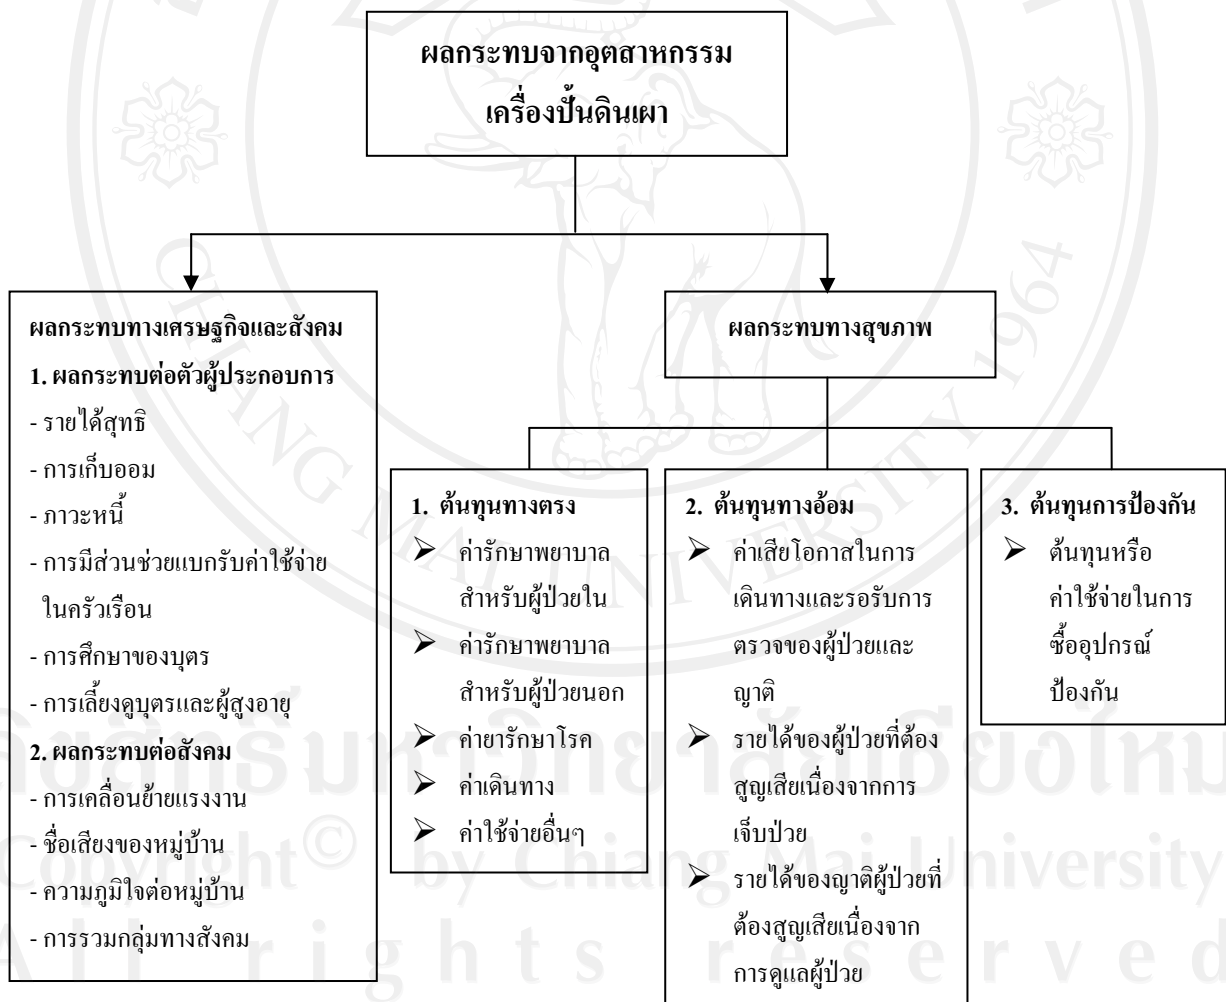 ผลกระทบจากอุตสาหกรรม
เครื่องปั้นดินเผา
ผลกระทบทางเศรษฐกิจและสังคม
1. ผลกระทบต่อตัวผู้ประกอบการ
- รายได้สุทธิ
- การเก็บออม
- ภาวะหนี้
- การมีส่วนช่วยแบกรับค่าใช้จ่าย
ในครัวเรือน
- การศึกษาของบุตร
- การเลี้ยงดูบุตรและผู้สูงอายุ
2. ผลกระทบต่อสังคม
- การเคลื่อนย้ายแรงงาน
- ชื่อเสียงของหมู่บ้าน
- ความภูมิใจต่อหมู่บ้าน
- การรวมกลุ่มทางสังคม
ผลกระทบทางสุขภาพ
1. ต้นทุนทางตรง
➢ ค่ารักษาพยาบาล
สำหรับผู้ป่วยใน
➢ ค่ารักษาพยาบาล
สำหรับผู้ป่วยนอก
➢ ค่ายารักษาโรค
➢ ค่าเดินทาง
➢ ค่าใช้จ่ายอื่นๆ
2. ต้นทุนทางอ้อม
➢ ค่าเสียโอกาสในการ
เดินทางและรอรับการ
ตรวจของผู้ป่วยและ
ญาติ
➢ รายได้ของผู้ป่วยที่ต้อง
สูญเสียเนื่องจากการ
เจ็บป่วย
➢ รายได้ของญาติผู้ป่วยที่
ต้องสูญเสียเนื่องจาก
การดูแลผู้ป่วย
3. ต้นทุนการป้องกัน
➢ ต้นทุนหรือ
ค่าใช้จ่ายในการ
ซื้ออุปกรณ์
ป้องกัน
CHIANG MAI UNIVERSITY 1964
Copyright© by Chiang Mai University
All rights reserved